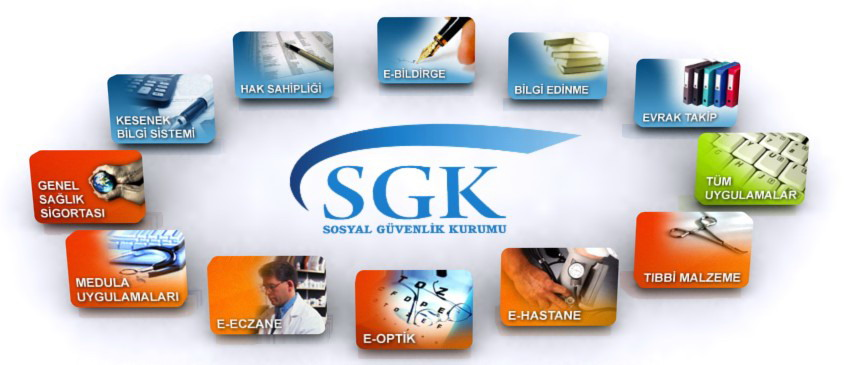 E-BİLDİRGE
HAK SAHİPLİĞİ
BİLGİ EDİNME
KESENEK
BİLGİ SİSTEMİ
EVRAK TAKİP
GENEL
SAĞLIK
SİGORTASI
SGK
SOSYAL GÜVENLİK KURUMU
TÜM
UYGULAMALAR
MEDULA
UYGULAMALARI
E-ECZANE
E-OPTİK
E-HASTANE
TIBBİ MALZEME